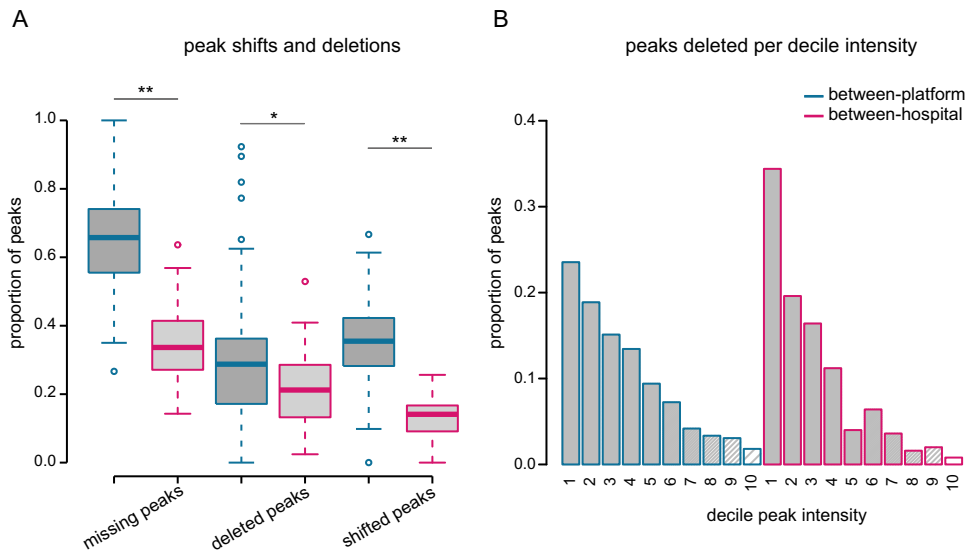 A
peak shifts and deletions
**
*
**
proportion of peaks
1.0
0.8
0.6
0.4
0.2
0.0
missing peaks
deleted peaks
shifted peaks
B
peaks deleted per decile intensity
between-platform
between-hospital
proportion of peaks
0.4
0.3
0.2
0.1
0.0
1 2 3 4 5 6 7 8 9 10 1 2 3 4 5 6 7 8 9 10
decile peak intensity